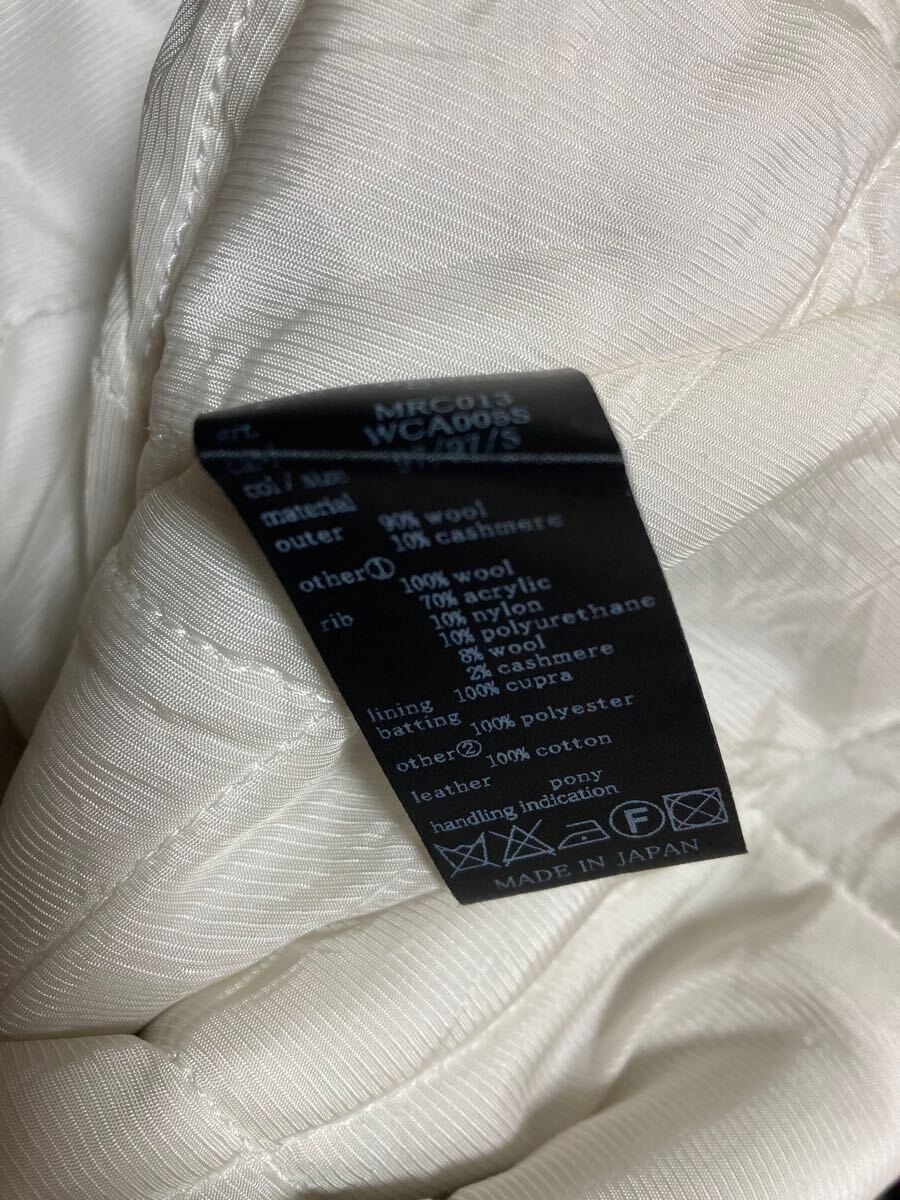 art. MRC013
WCA005S
col / size /S
material
outer 90% wool
10% cashmere
other① 100% wool
rib 70% acrylic
10% nylon
10% polyurethane
8% wool
2% cashmere
lining 100% cupra
batting 100% polyester
other② 100% cotton
leather pony
handling indication
F
MADE IN JAPAN